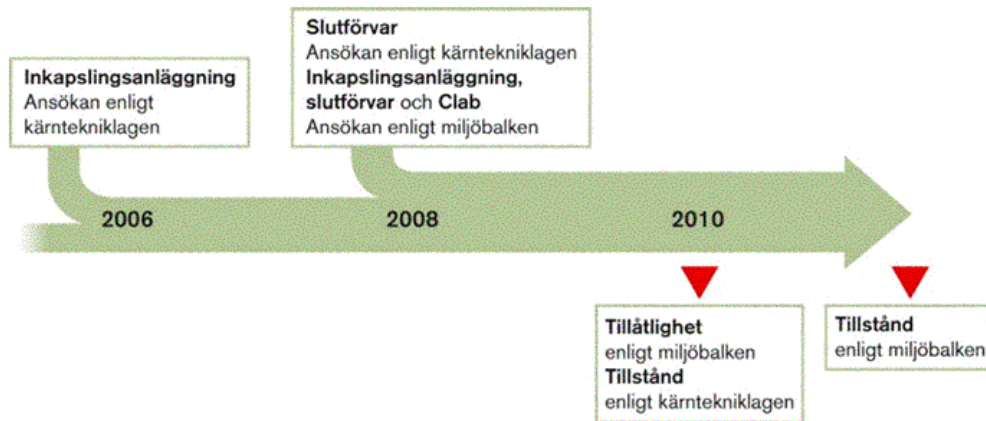 Inkapslingsanläggning
Ansökan enligt
kärntekniklagen
Slutförvar
Ansökan enligt kärntekniklagen
Inkapslingsanläggning,
slutförvar och Clab
Ansökan enligt miljöbalken
2006
2008
2010
Tillåtlighet
enligt miljöbalken
Tillstånd
enligt kärntekniklagen
Tillstånd
enligt miljöbalken